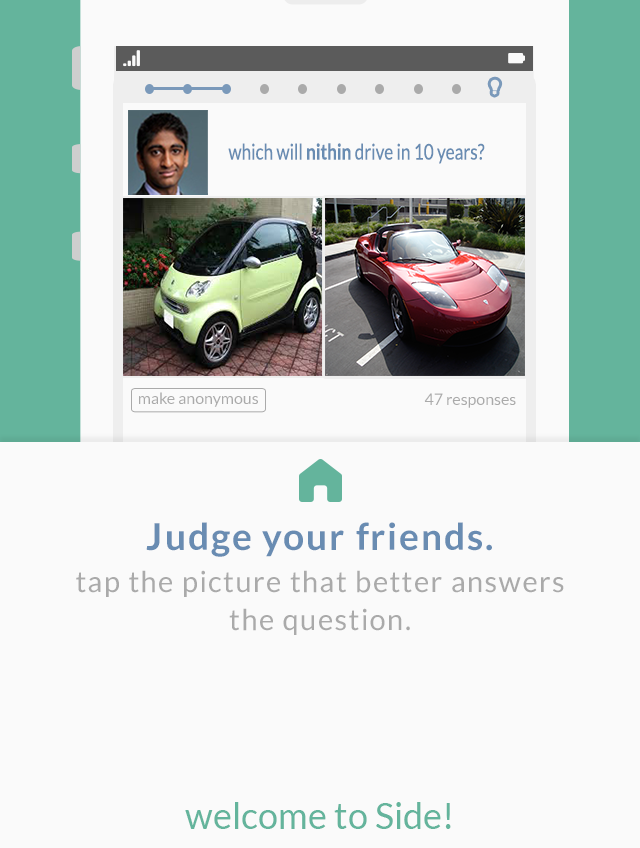 which will nithin drive in 10 years?
make anonymous
47 responses
Judge your friends.
tap the picture that better answers
the question.
welcome to Side!